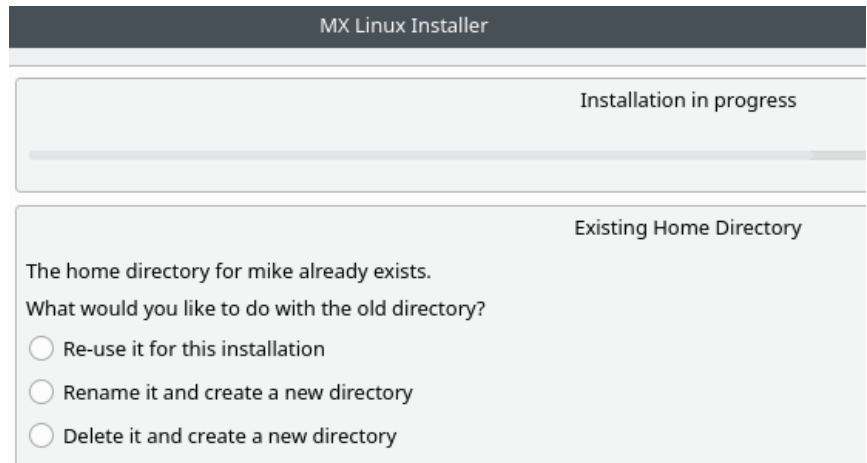 MX Linux Installer
Installation in progress
Existing Home Directory
The home directory for mike already exists.
What would you like to do with the old directory?
Re-use it for this installation
Rename it and create a new directory
Delete it and create a new directory